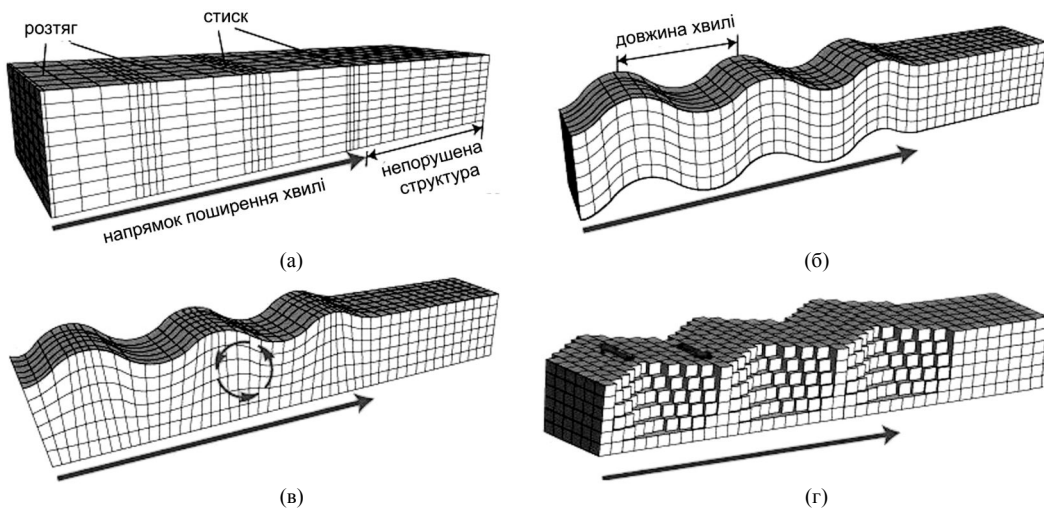 розтяг
стиск
непорушена
структура
напрямок поширення хвилі
(а)
довжина хвилі
(б)
(в)
(г)